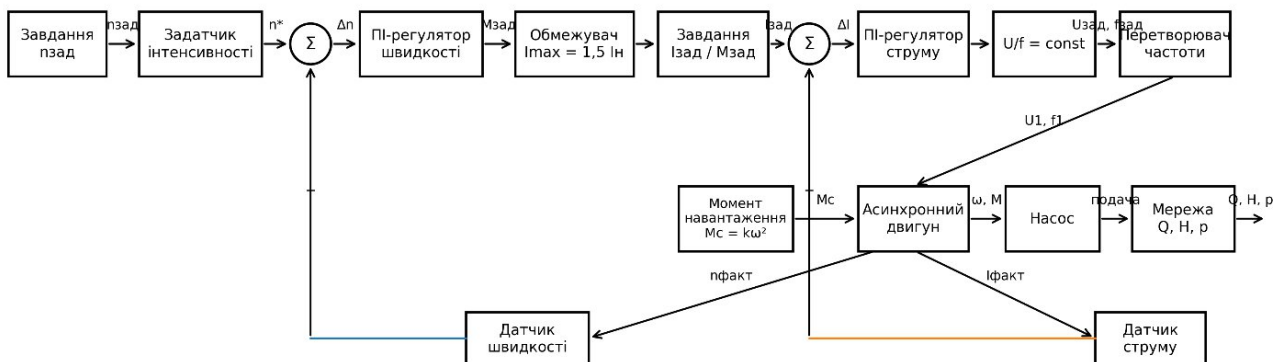 Завдання
nзад
nзад
Задатчик
інтенсивності
n*
Σ
Δn
ПІ-регулятор
швидкості
Mзад
Обмежувач
Imax = 1,5 Iн
Завдання
Iзад / Mзад
Iзад
Σ
ΔI
ПІ-регулятор
струму
U/f = const
Uзад, fзад
Перетворювач
частоти
U1, f1
Момент
навантаження
Mc = kω²
Mc
Асинхронний
двигун
ω, M
Насос
подача
Мережа
Q, H, p
Q, H, p
nфакт
Iфакт
Датчик
швидкості
Датчик
струму